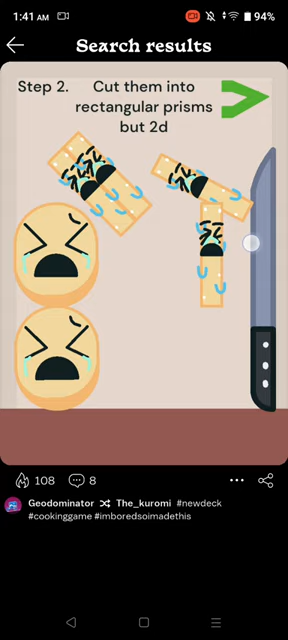 1:41 AM
94%
Search results
Step 2. Cut them into
rectangular prisms
but 2d
108
8
Geodominator The_kuromi #newdeck
#cookinggame #imboredsoimadethis